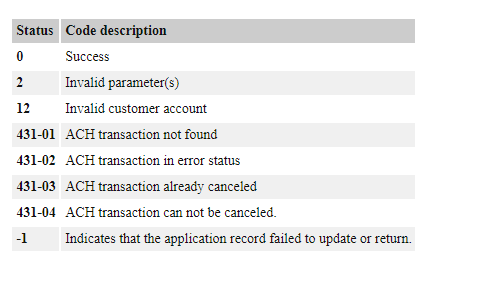 Status Code description
0 Success
2 Invalid parameter(s)
12 Invalid customer account
431-01 ACH transaction not found
431-02 ACH transaction in error status
431-03 ACH transaction already canceled
431-04 ACH transaction can not be canceled.
-1 Indicates that the application record failed to update or return.